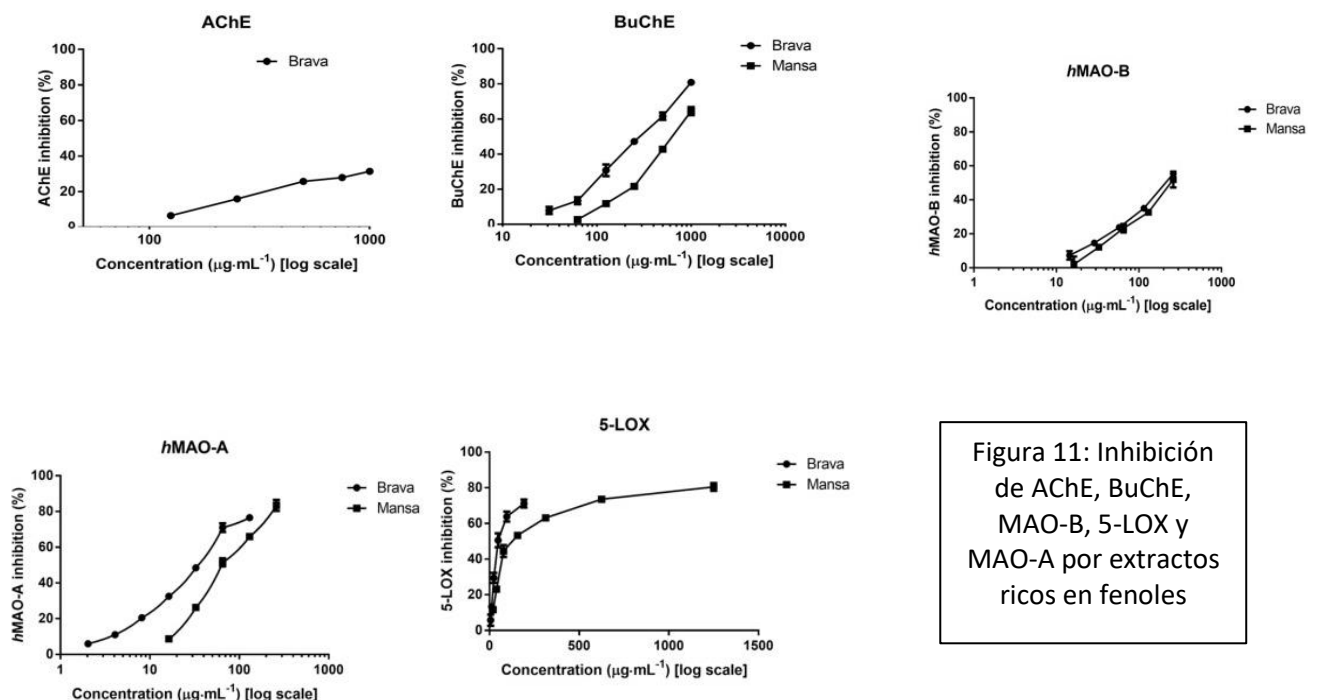 AChE
Brava
AChE inhibition (%)
100
80
60
40
20
0
100
1000
Concentration (µg·mL⁻¹) [log scale]
BuChE
Brava
Mansa
BuChE inhibition (%)
100
80
60
40
20
0
10
100
1000
10000
Concentration (µg·mL⁻¹) [log scale]
hMAO-B
Brava
Mansa
hMAO-B inhibition (%)
100
80
60
40
20
0
1
10
100
1000
Concentration (µg·mL⁻¹) [log scale]
hMAO-A
Brava
Mansa
hMAO-A inhibition (%)
100
80
60
40
20
0
1
10
100
1000
Concentration (µg·mL⁻¹) [log scale]
5-LOX
Brava
Mansa
5-LOX inhibition (%)
100
80
60
40
20
0
0
500
1000
1500
Concentration (µg·mL⁻¹) [log scale]
Figura 11: Inhibición
de AChE, BuChE,
MAO-B, 5-LOX y
MAO-A por extractos
ricos en fenoles